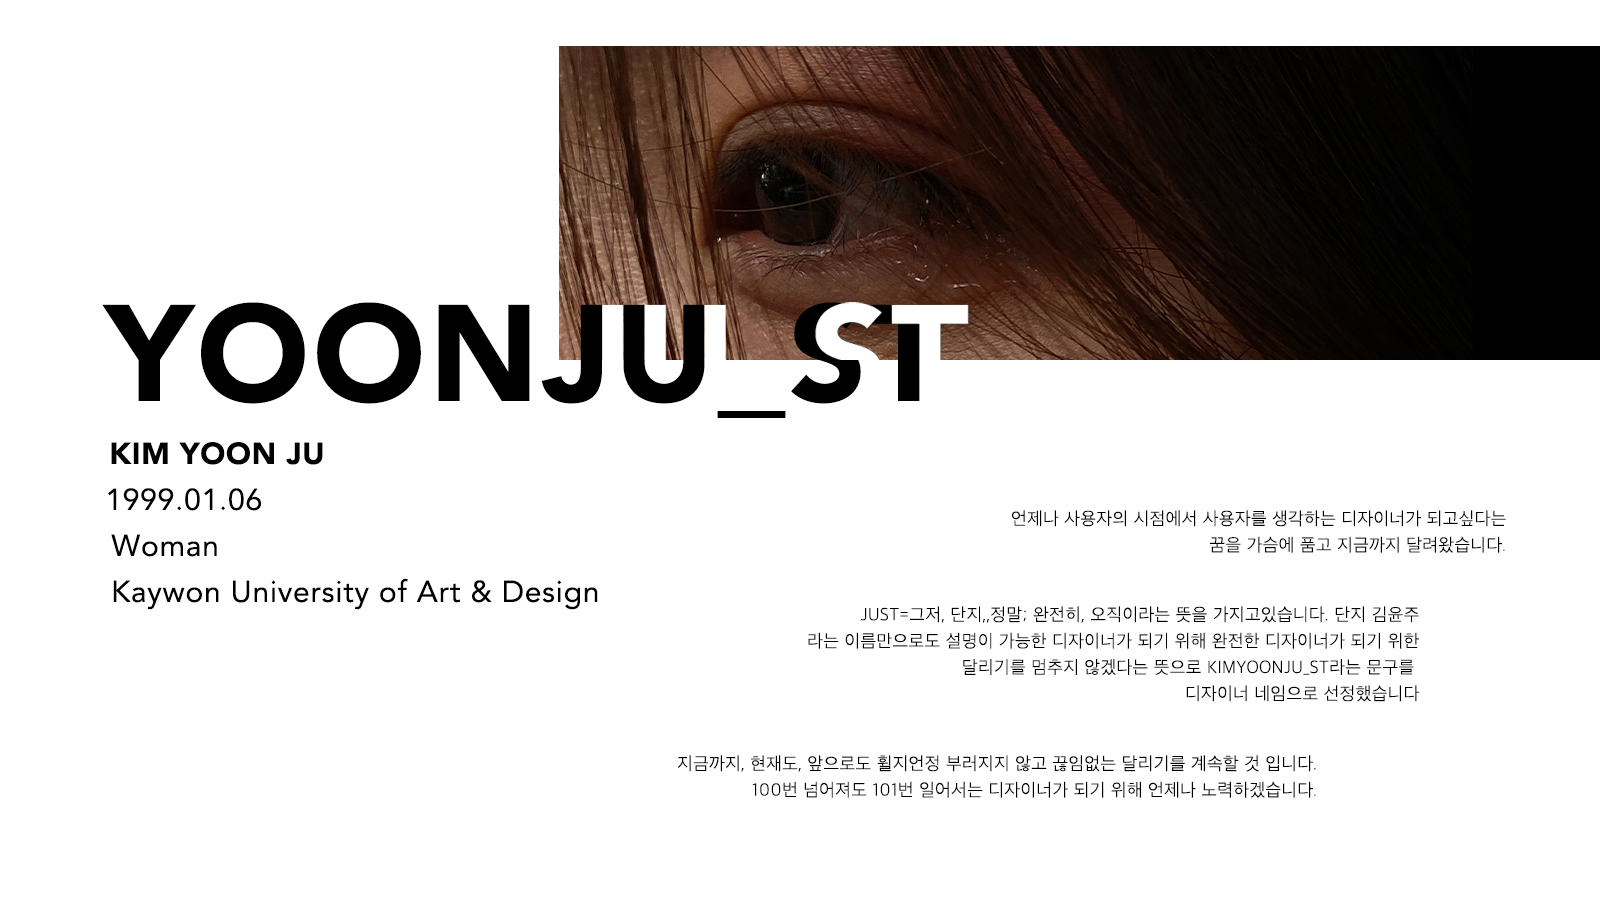 YOONJU_ST
KIM YOON JU
1999.01.06
Woman
Kaywon University of Art & Design
언제나 사용자의 시점에서 사용자를 생각하는 디자이너가 되고싶다는
꿈을 가슴에 품고 지금까지 달려왔습니다.
JUST=그저, 단지,,정말; 완전히, 오직이라는 뜻을 가지고있습니다. 단지 김윤주
라는 이름만으로도 설명이 가능한 디자이너가 되기 위해 완전한 디자이너가 되기 위한
달리기를 멈추지 않겠다는 뜻으로 KIMYOONJU_ST라는 문구를
디자이너 네임으로 선정했습니다
지금까지, 현재도, 앞으로도 휠지언정 부러지지 않고 끊임없는 달리기를 계속할 것 입니다.
100번 넘어져도 101번 일어서는 디자이너가 되기 위해 언제나 노력하겠습니다.